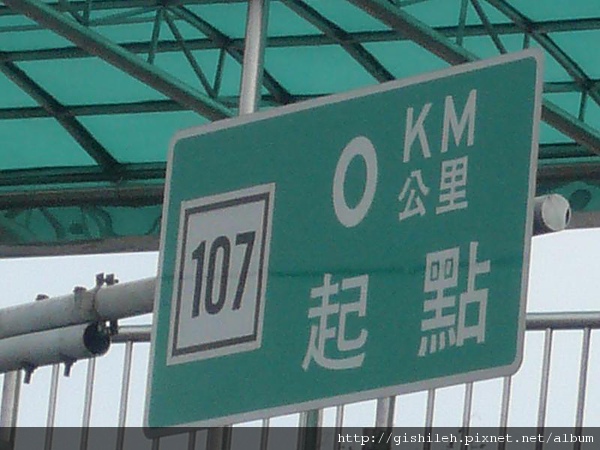 107
0 KM
公里
起點
http://gishileh.pixnet.net/album